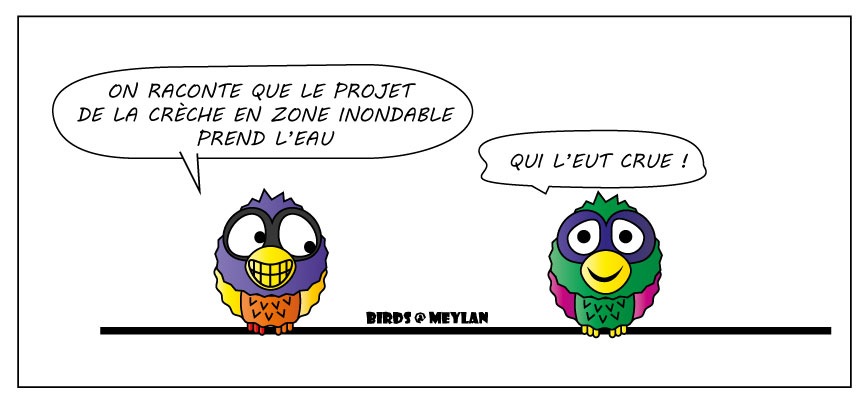 ON RACONTE QUE LE PROJET
DE LA CRÈCHE EN ZONE INONDABLE
PREND L'EAU
QUI L'EUT CRUE !
BIRDS @ MEYLAN